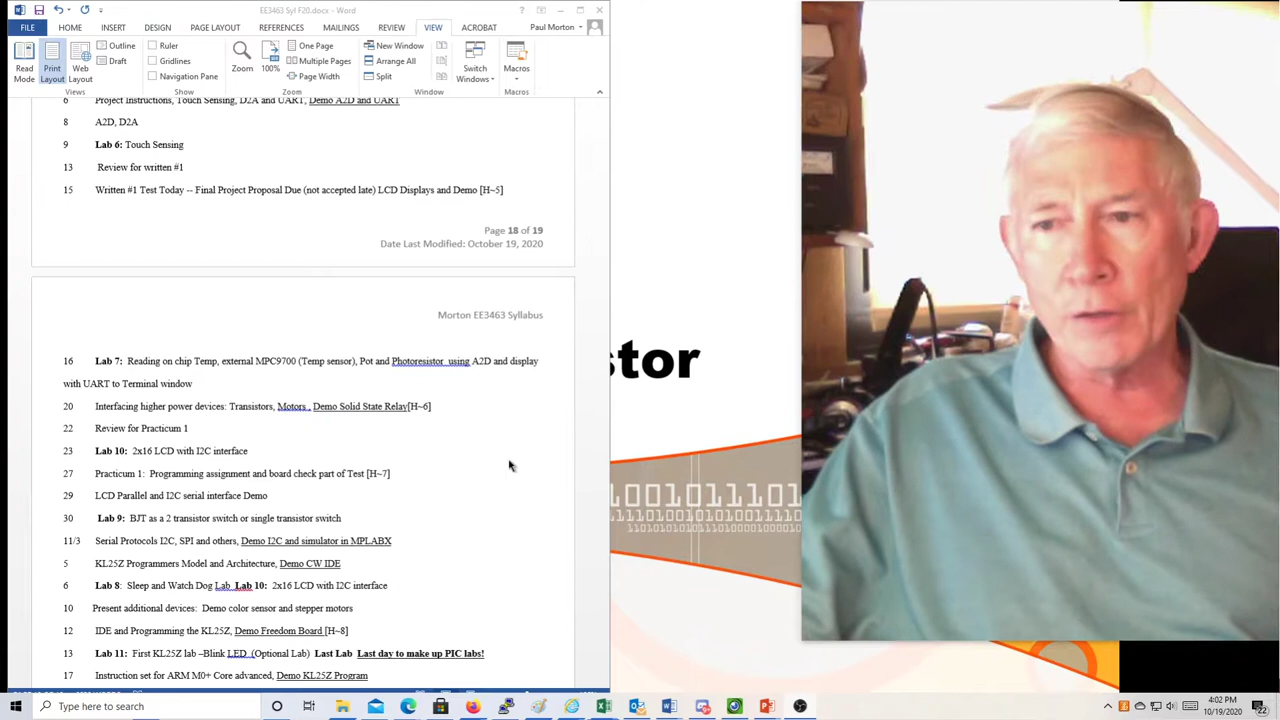 EE3463 Syl F20.docx - Word
FILE HOME INSERT DESIGN PAGE LAYOUT REFERENCES MAILINGS REVIEW VIEW ACROBAT Paul Morton
Read Mode
Print Layout
Web Layout
Outline
Draft
Views
Ruler
Gridlines
Navigation Pane
Show
Zoom
100%
One Page
Multiple Pages
Page Width
Zoom
New Window
Arrange All
Split
Switch Windows
Window
Macros
Macros
6 Project Instructions, Touch Sensing, D2A and UART, Demo A2D and UART
8 A2D, D2A
9 Lab 6: Touch Sensing
13 Review for written #1
15 Written #1 Test Today -- Final Project Proposal Due (not accepted late) LCD Displays and Demo [H~5]
Page 18 of 19
Date Last Modified: October 19, 2020
Morton EE3463 Syllabus
16 Lab 7: Reading on chip Temp, external MPC9700 (Temp sensor), Pot and Photoresistor using A2D and display
with UART to Terminal window
20 Interfacing higher power devices: Transistors, Motors , Demo Solid State Relay[H~6]
22 Review for Practicum 1
23 Lab 10: 2x16 LCD with I2C interface
27 Practicum 1: Programming assignment and board check part of Test [H~7]
29 LCD Parallel and I2C serial interface Demo
30 Lab 9: BJT as a 2 transistor switch or single transistor switch
11/3 Serial Protocols I2C, SPI and others, Demo I2C and simulator in MPLABX
5 KL25Z Programmers Model and Architecture, Demo CW IDE
6 Lab 8: Sleep and Watch Dog Lab Lab 10: 2x16 LCD with I2C interface
10 Present additional devices: Demo color sensor and stepper motors
12 IDE and Programming the KL25Z, Demo Freedom Board [H~8]
13 Lab 11: First KL25Z lab –Blink LED (Optional Lab) Last Lab Last day to make up PIC labs!
17 Instruction set for ARM M0+ Core advanced, Demo KL25Z Program
stor
Type here to search
4:02 PM
10/19/2020
22